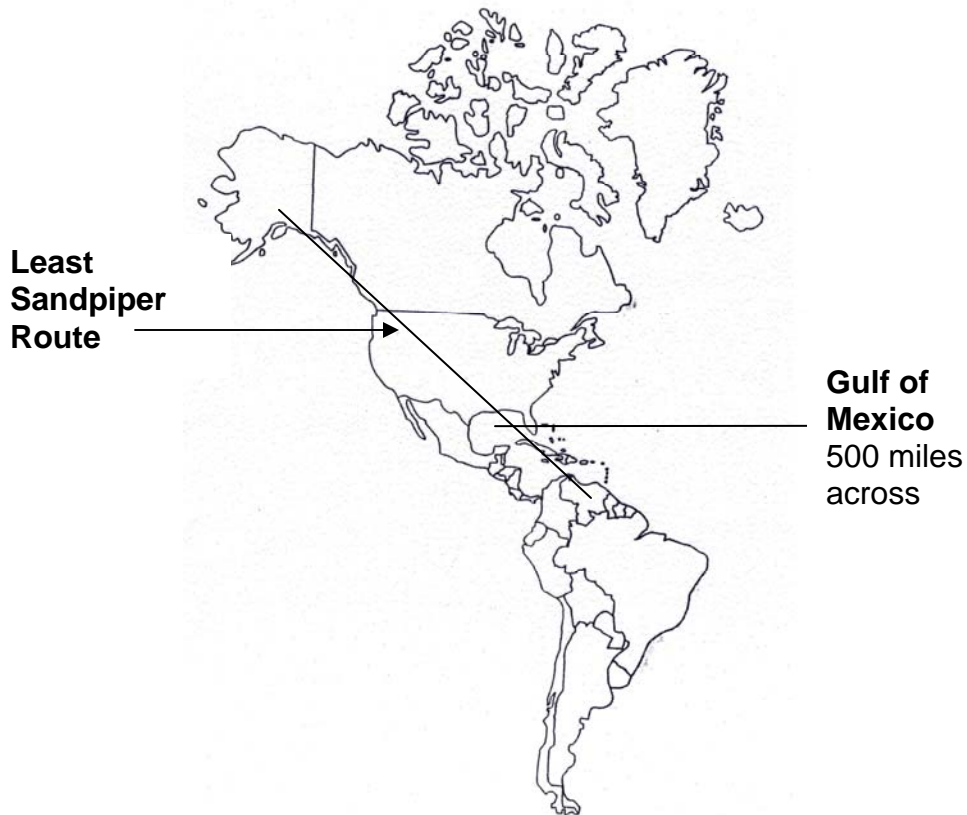 Least
Sandpiper
Route
Gulf of
Mexico
500 miles
across